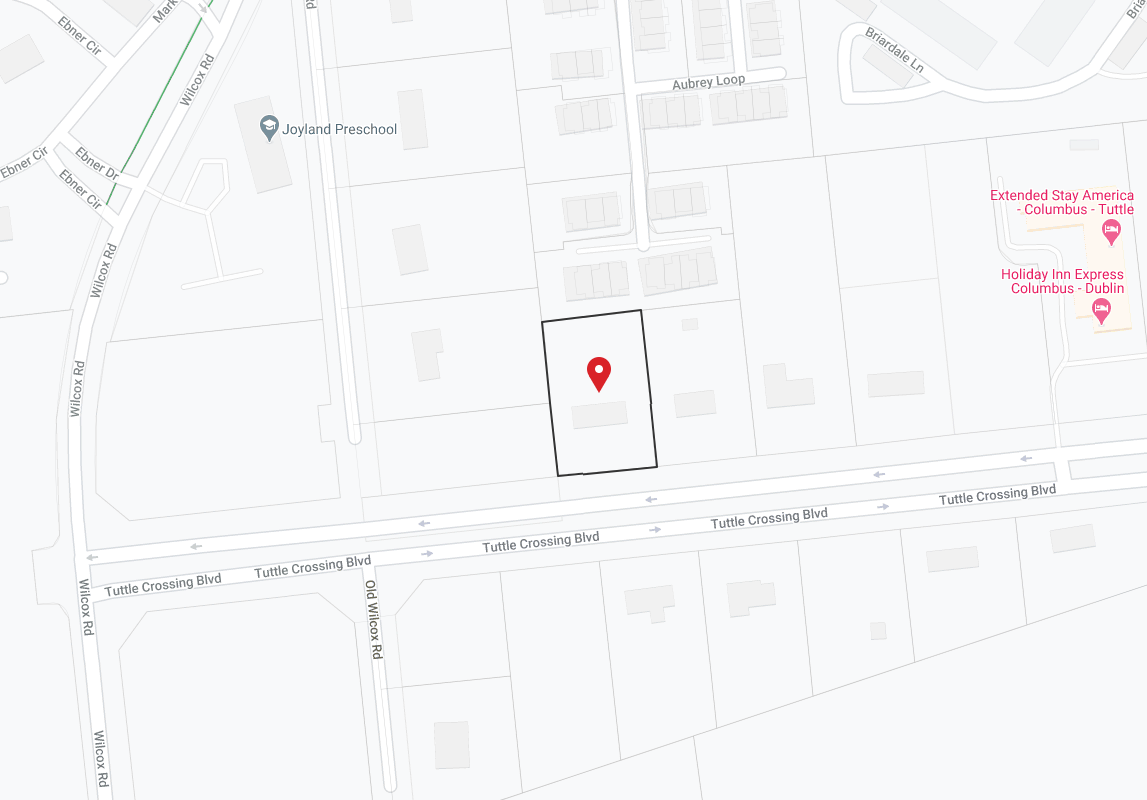 Mark
Rd
Ebner Cir
Wilcox Rd
Briardale Ln
Bria
Aubrey Loop
Joyland Preschool
Ebner Cir
Ebner Dr
Ebner Cir
Extended Stay America
- Columbus - Tuttle
Wilcox Rd
Holiday Inn Express
Columbus - Dublin
Wilcox Rd
Tuttle Crossing Blvd
Tuttle Crossing Blvd
Tuttle Crossing Blvd
Tuttle Crossing Blvd
Tuttle Crossing Blvd
Wilcox Rd
Old Wilcox Rd
Wilcox Rd